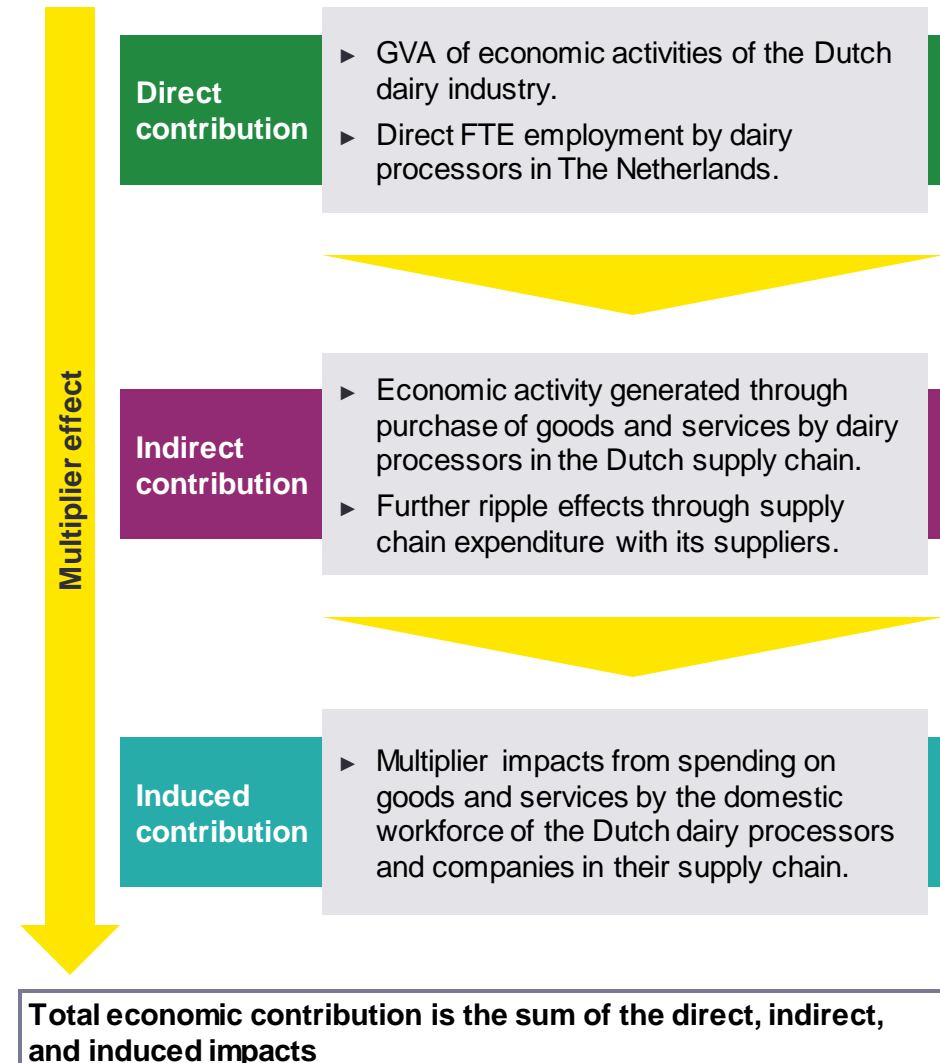 Multiplier effect
Direct
contribution
► GVA of economic activities of the Dutch
dairy industry.
► Direct FTE employment by dairy
processors in The Netherlands.
Indirect
contribution
► Economic activity generated through
purchase of goods and services by dairy
processors in the Dutch supply chain.
► Further ripple effects through supply
chain expenditure with its suppliers.
Induced
contribution
► Multiplier impacts from spending on
goods and services by the domestic
workforce of the Dutch dairy processors
and companies in their supply chain.
Total economic contribution is the sum of the direct, indirect,
and induced impacts